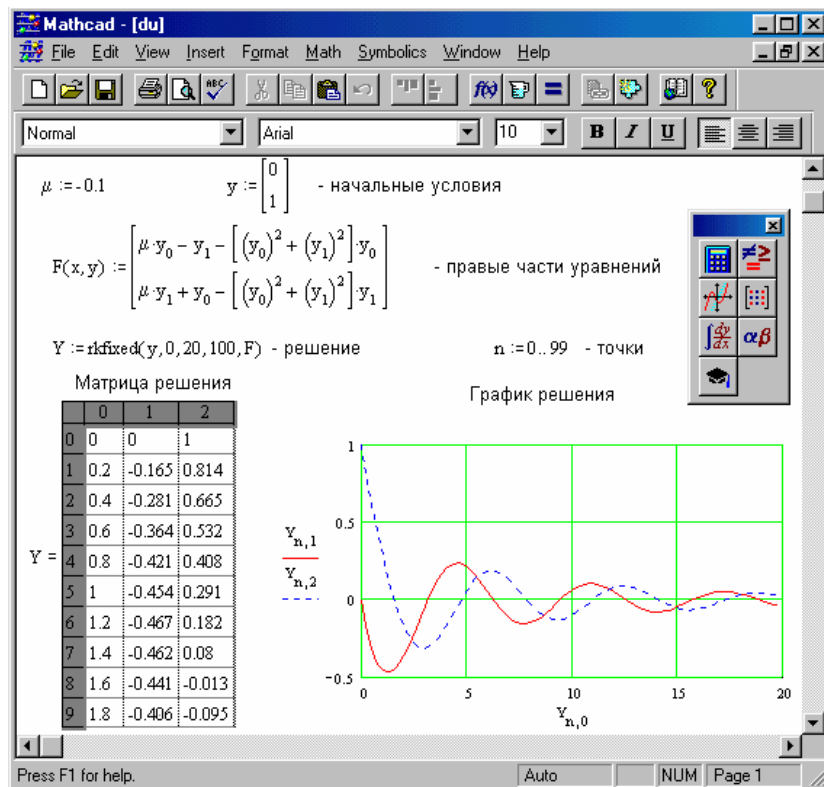 Mathcad - [du]
File Edit View Insert Format Math Symbolics Window Help
ABC f(x) = ?
Normal Arial 10 B I U
μ := -0.1 y := [0 1] - начальные условия
F(x,y) := [μ·y₀ − y₁ − [(y₀)² + (y₁)²]·y₀
μ·y₁ + y₀ − [(y₀)² + (y₁)²]·y₁] - правые части уравнений
Y := rkfixed(y,0,20,100,F) - решение n := 0..99 - точки
Матрица решения График решения
0 1 2
0 0 0 1
1 0.2 -0.165 0.814
2 0.4 -0.281 0.665
3 0.6 -0.364 0.532
Y = 4 0.8 -0.421 0.408
5 1 -0.454 0.291
6 1.2 -0.467 0.182
7 1.4 -0.462 0.08
8 1.6 -0.441 -0.013
9 1.8 -0.406 -0.095
Y n,1
Y n,2
1
0.5
0
−0.5
0 5 10 15 20
Y n,0
≠≥
=
∫ dy/dx αβ
Press F1 for help. Auto NUM Page 1